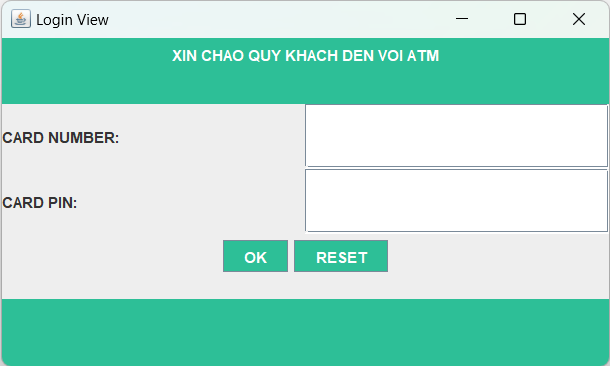 Login View
XIN CHAO QUY KHACH DEN VOI ATM
CARD NUMBER:
CARD PIN:
OK RESET